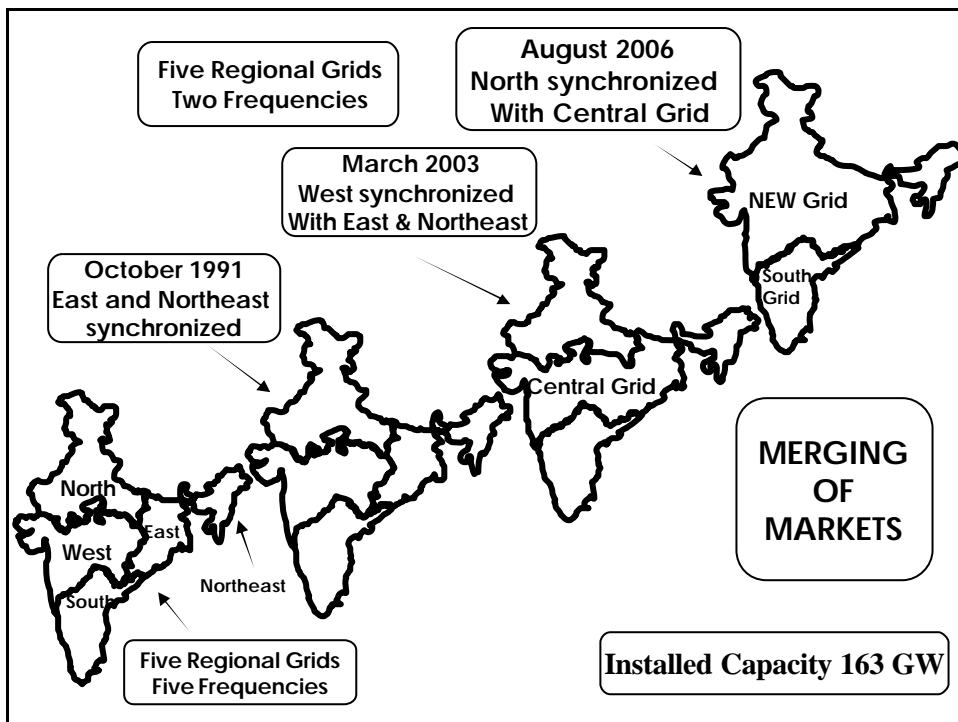 Five Regional Grids
Two Frequencies
August 2006
North synchronized
With Central Grid
March 2003
West synchronized
With East & Northeast
October 1991
East and Northeast
synchronized
NEW Grid
South
Grid
Central Grid
North
East
West
South
Northeast
Five Regional Grids
Five Frequencies
MERGING
OF
MARKETS
Installed Capacity 163 GW